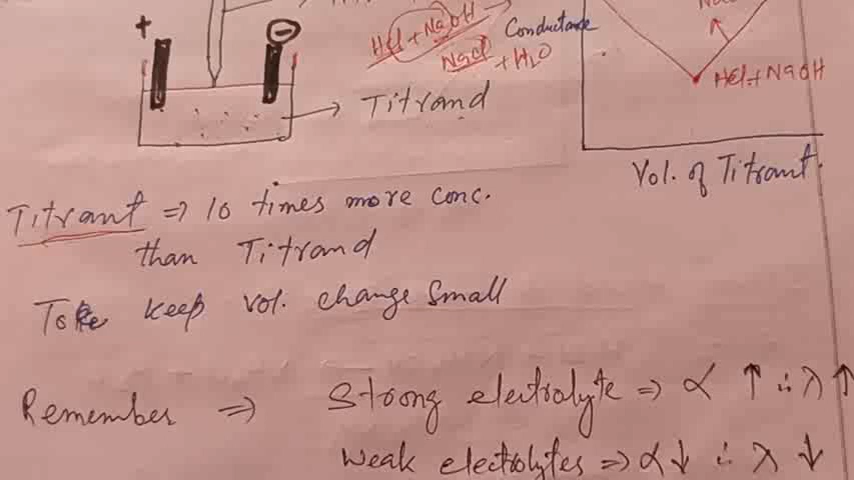 +
-
HCl + NaOH →
NaCl + H2O
Conductance
HCl + NaOH
→ Titrand
Vol. of Titrant.
Titrant ⇒ 10 times more conc.
than Titrand
To keep vol. change small
Remember ⇒ Strong electrolyte ⇒ α ↑ ∴ λ ↑
Weak electrolytes ⇒ α ↓ ∴ λ ↓